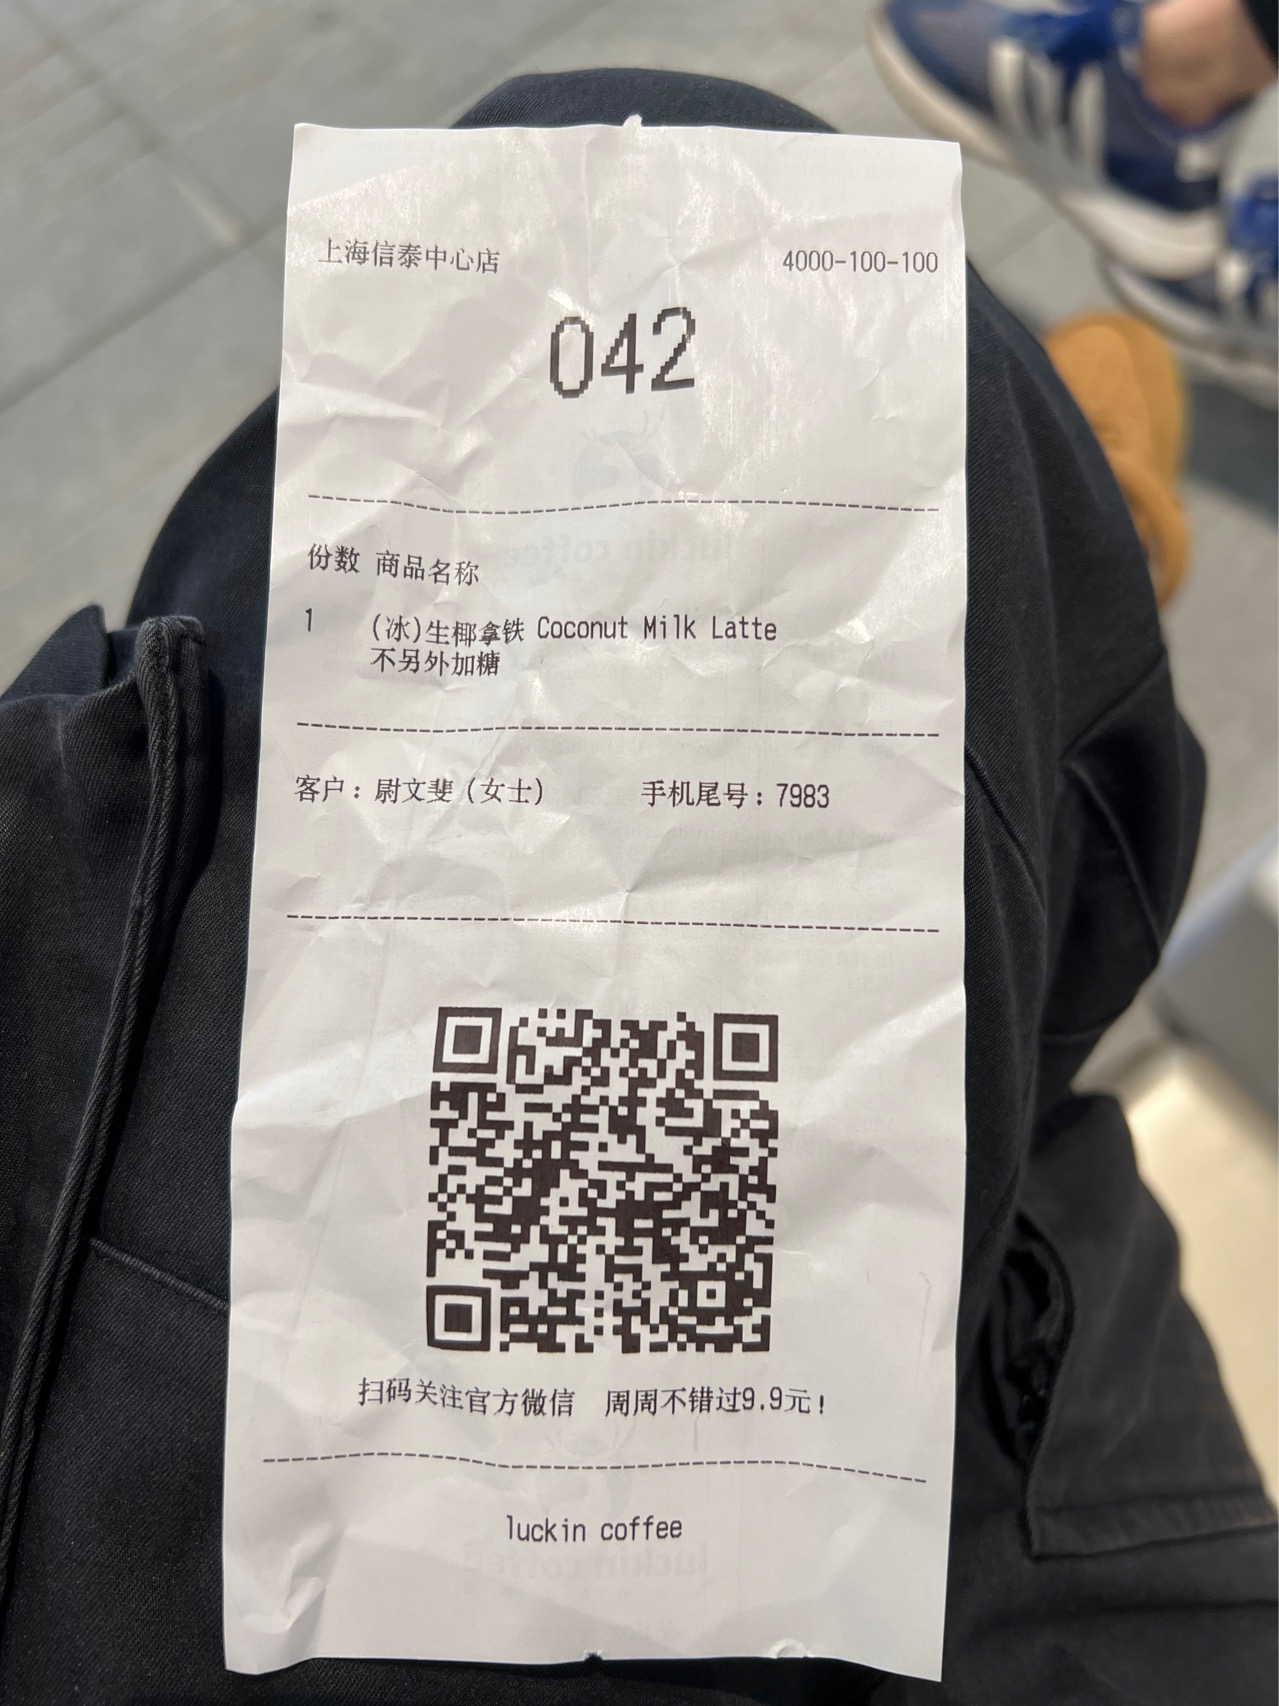 上海信泰中心店 4000-100-100
042
份数 商品名称
1 (冰)生椰拿铁 Coconut Milk Latte
不另外加糖
客户：尉文斐（女士） 手机尾号：7983
扫码关注官方微信 周周不错过9.9元！
luckin coffee